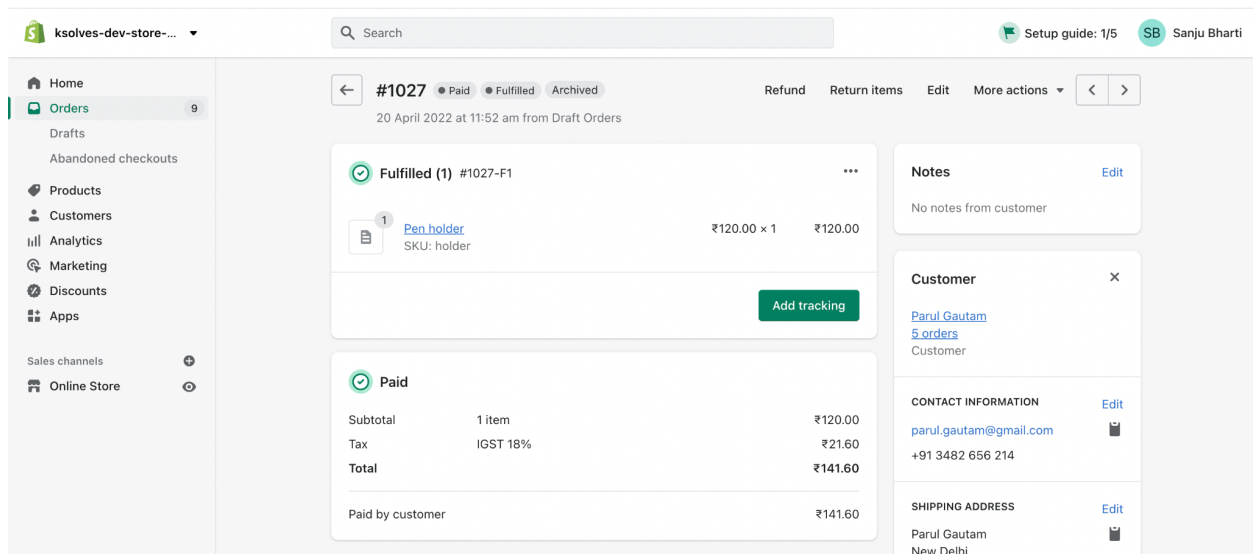 ksolves-dev-store-...
Search
Setup guide: 1/5
SB
Sanju Bharti
Home
Orders
9
Drafts
Abandoned checkouts
Products
Customers
Analytics
Marketing
Discounts
Apps
Sales channels
Online Store
#1027
Paid
Fulfilled
Archived
Refund
Return items
Edit
More actions
20 April 2022 at 11:52 am from Draft Orders
Fulfilled (1) #1027-F1
1
Pen holder
₹120.00 × 1
₹120.00
SKU: holder
Add tracking
Paid
Subtotal 1 item ₹120.00
Tax IGST 18% ₹21.60
Total ₹141.60
Paid by customer ₹141.60
Notes
Edit
No notes from customer
Customer
Parul Gautam
5 orders
Customer
CONTACT INFORMATION
Edit
parul.gautam@gmail.com
+91 3482 656 214
SHIPPING ADDRESS
Edit
Parul Gautam
New Delhi